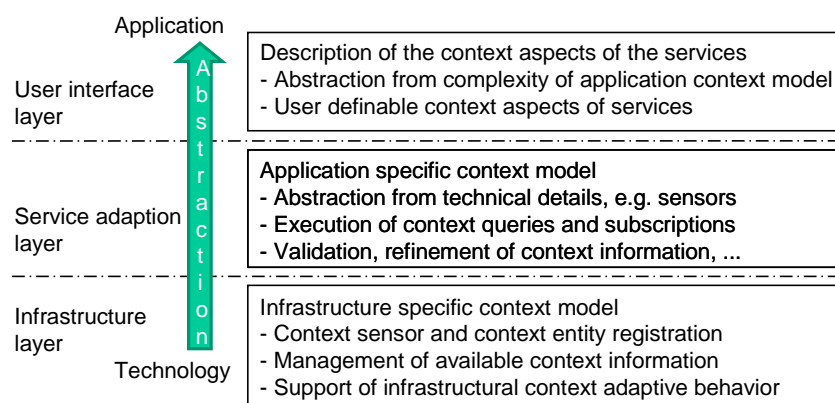 Application
Abstraction
User interface
layer
Description of the context aspects of the services
- Abstraction from complexity of application context model
- User definable context aspects of services
Service adaption
layer
Application specific context model
- Abstraction from technical details, e.g. sensors
- Execution of context queries and subscriptions
- Validation, refinement of context information, ...
Infrastructure
layer
Infrastructure specific context model
- Context sensor and context entity registration
- Management of available context information
- Support of infrastructural context adaptive behavior
Technology